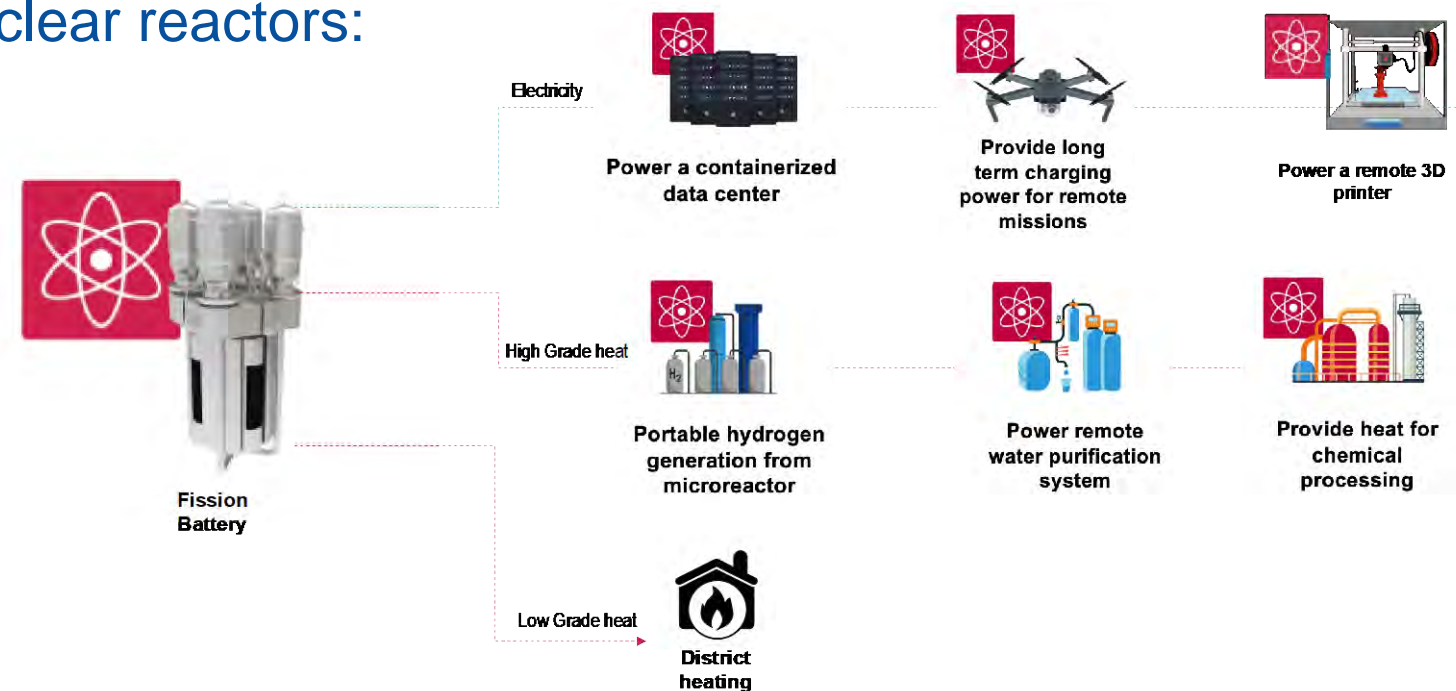 clear reactors:
Electricity
Power a containerized
data center
Provide long
term charging
power for remote
missions
Power a remote 3D
printer
High Grade heat
H2
Portable hydrogen
generation from
microreactor
Power remote
water purification
system
Provide heat for
chemical
processing
Fission
Battery
Low Grade heat
District
heating